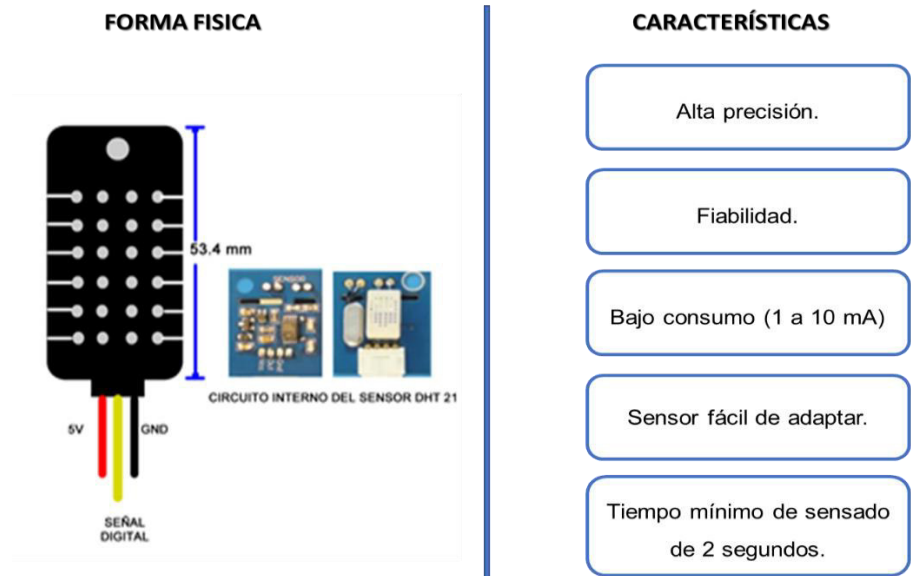 FORMA FISICA
53.4 mm
SENSOR
CIRCUITO INTERNO DEL SENSOR DHT 21
5V
GND
SEÑAL
DIGITAL
CARACTERÍSTICAS
Alta precisión.
Fiabilidad.
Bajo consumo (1 a 10 mA)
Sensor fácil de adaptar.
Tiempo mínimo de sensado
de 2 segundos.